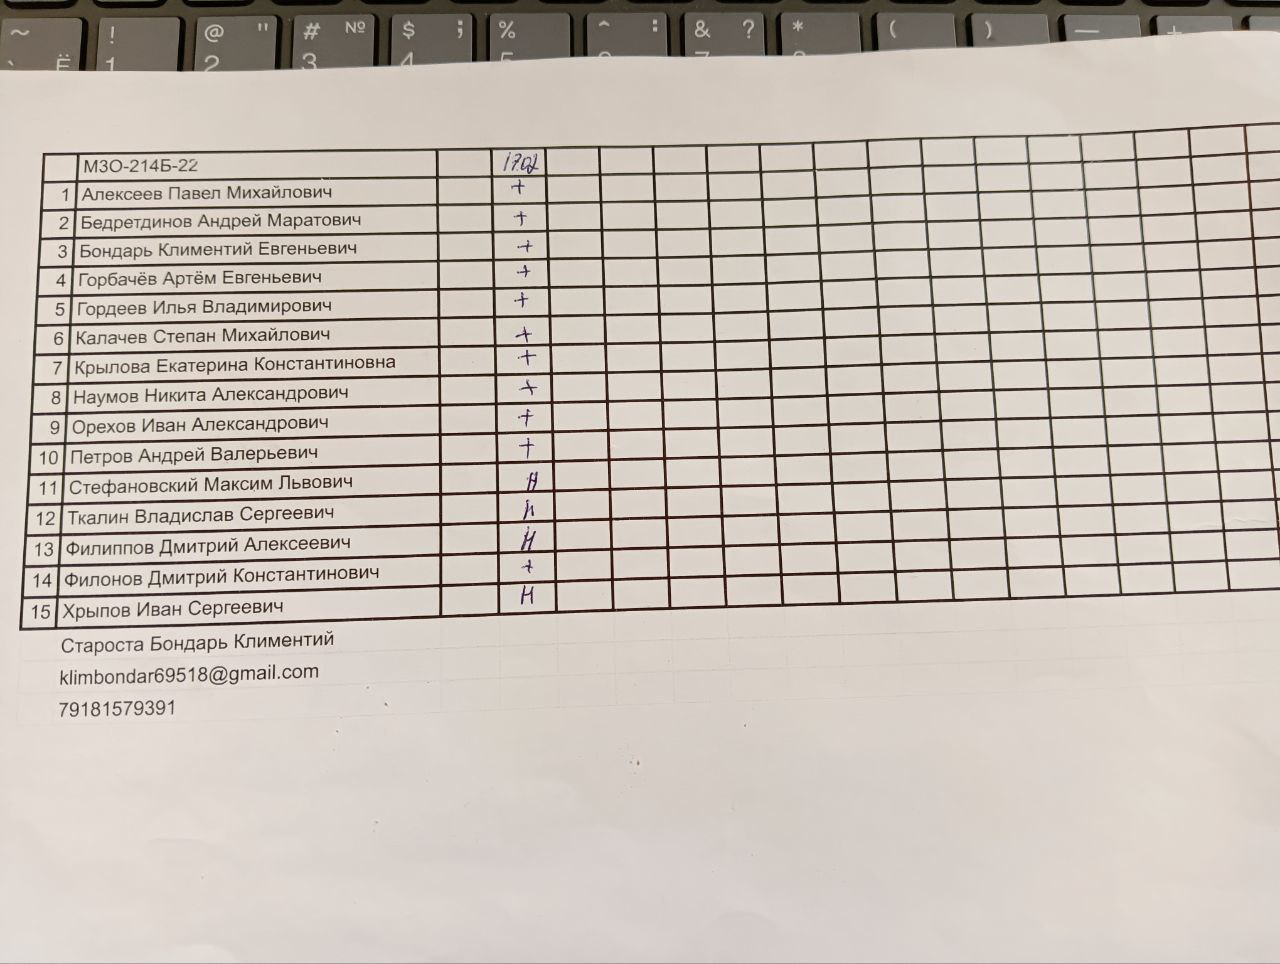 ~ ! @ " # № $ ; % ^ : & ? * ( ) — +
Ё 1 2 3 4
М3О-214Б-22 17.02
1 Алексеев Павел Михайлович +
2 Бедретдинов Андрей Маратович +
3 Бондарь Климентий Евгеньевич +
4 Горбачёв Артём Евгеньевич +
5 Гордеев Илья Владимирович +
6 Калачев Степан Михайлович +
7 Крылова Екатерина Константиновна +
8 Наумов Никита Александрович +
9 Орехов Иван Александрович +
10 Петров Андрей Валерьевич +
11 Стефановский Максим Львович Н
12 Ткалин Владислав Сергеевич Н
13 Филиппов Дмитрий Алексеевич Н
14 Филонов Дмитрий Константинович +
15 Хрыпов Иван Сергеевич Н
Староста Бондарь Климентий
klimbondar69518@gmail.com
79181579391